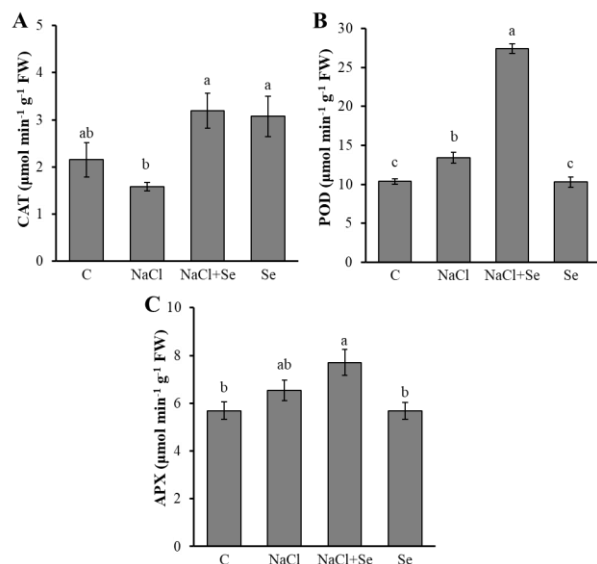 A
CAT (µmol min⁻¹ g⁻¹ FW)
5
4
3
2
1
0
ab
b
a
a
C NaCl NaCl+Se Se
B
POD (µmol min⁻¹ g⁻¹ FW)
30
25
20
15
10
5
0
c
b
a
c
C NaCl NaCl+Se Se
C
APX (µmol min⁻¹ g⁻¹ FW)
10
8
6
4
2
0
b
ab
a
b
C NaCl NaCl+Se Se